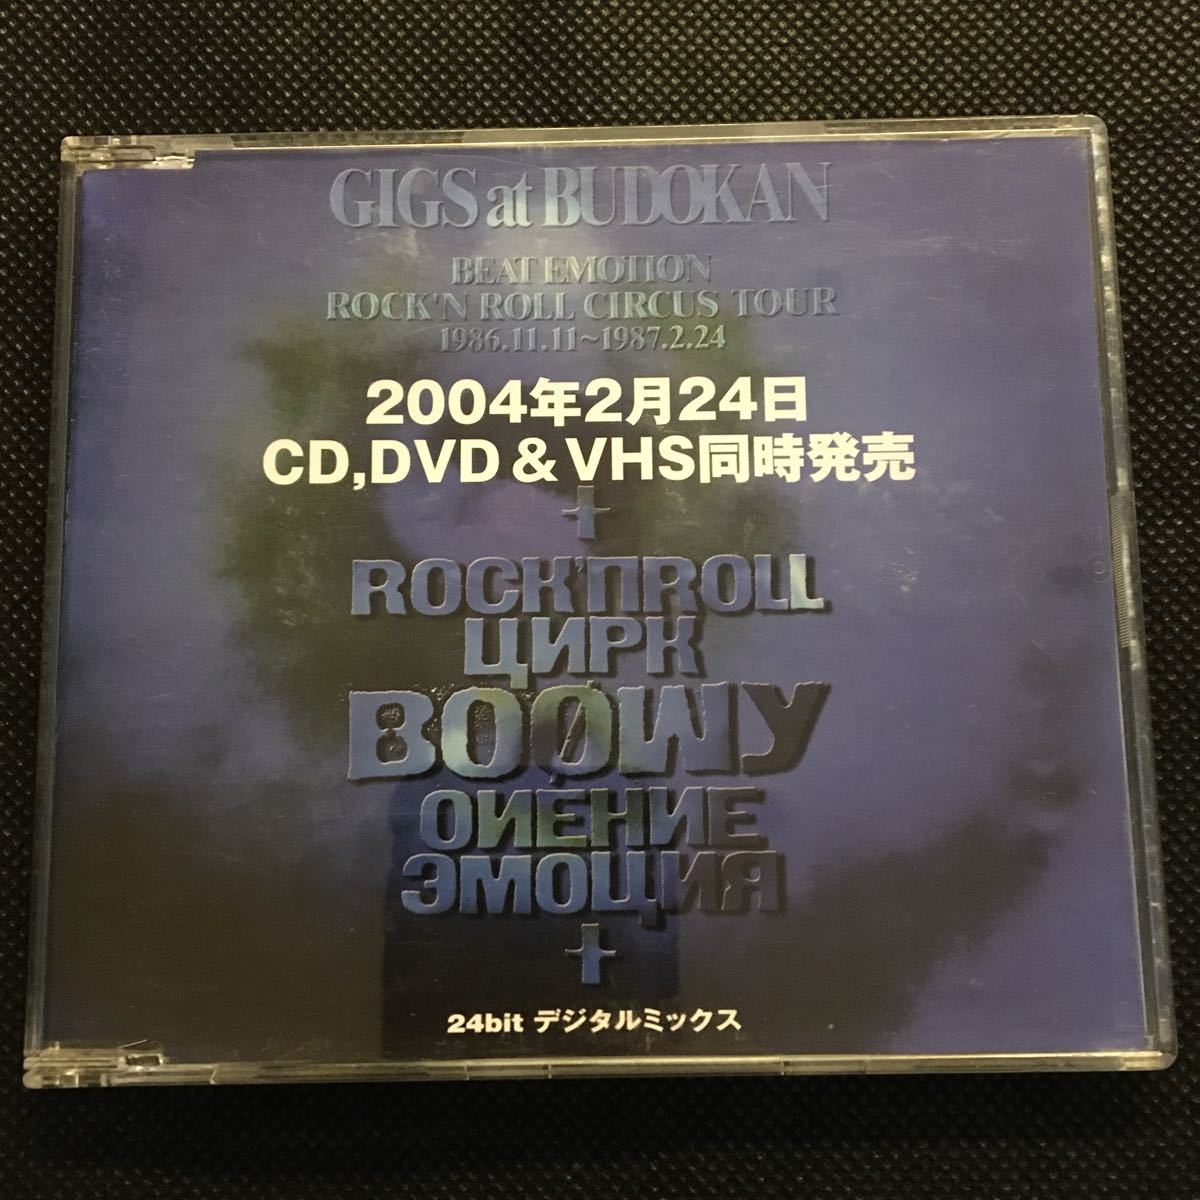 GIGS at BUDOKAN
BEAT EMOTION
ROCK'N ROLL CIRCUS TOUR
1986.11.11~1987.2.24
2004年2月24日
CD,DVD & VHS同時発売
ROCK'ПROLL
ЦИРК
BOØWY
ОИЕНИЕ
ЭМОЦИЯ
24bit デジタルミックス